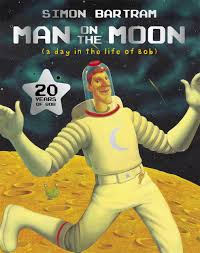 SIMON BARTRAM
MAN ON THE MOON
(a day in the life of Bob)
20
YEARS
OF BOB